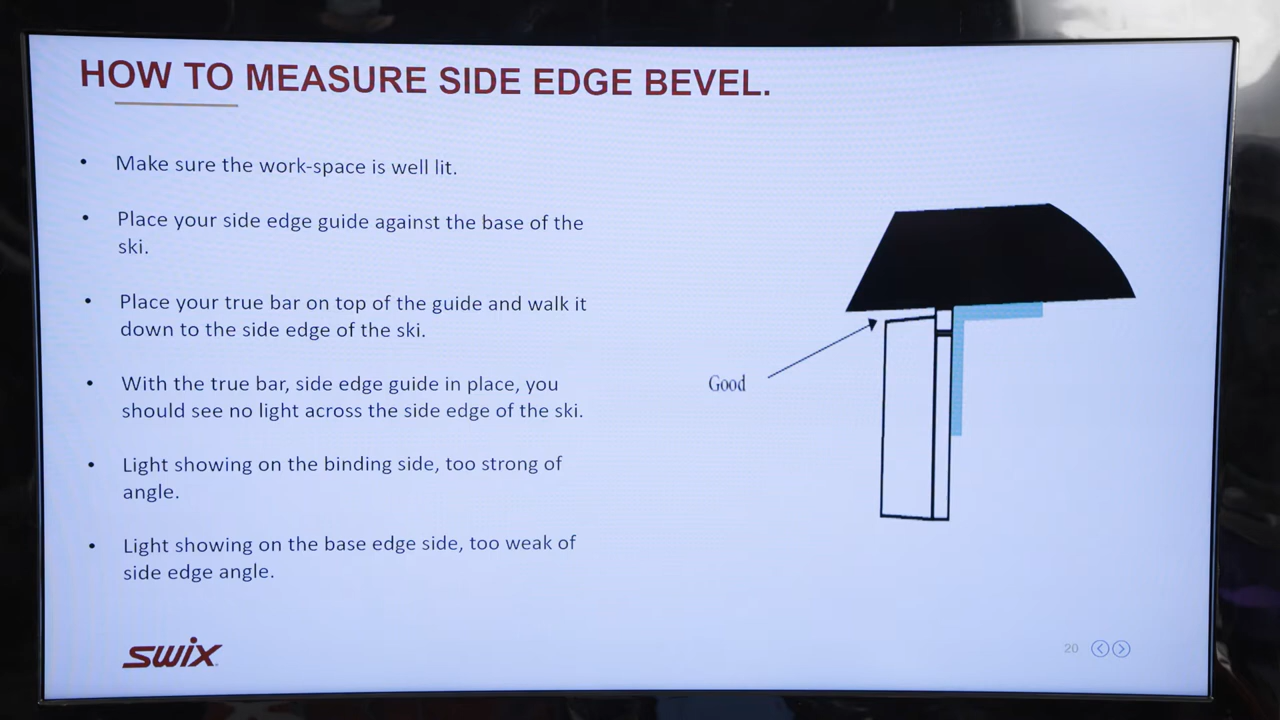 HOW TO MEASURE SIDE EDGE BEVEL.
• Make sure the work-space is well lit.
• Place your side edge guide against the base of the
ski.
• Place your true bar on top of the guide and walk it
down to the side edge of the ski.
• With the true bar, side edge guide in place, you
should see no light across the side edge of the ski.
• Light showing on the binding side, too strong of
angle.
• Light showing on the base edge side, too weak of
side edge angle.
Good
swix
20